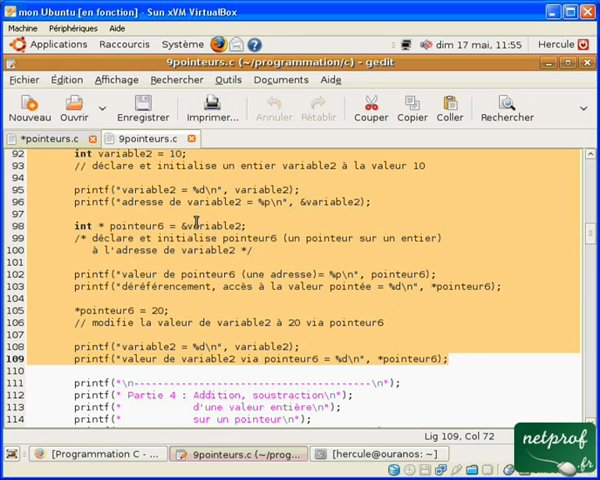 mon Ubuntu [en fonction] - Sun xVM VirtualBox
Machine Périphériques Aide
Applications Raccourcis Système dim 17 mai, 11:55 Hercule
9pointeurs.c (~/programmation/c) - gedit
Fichier Édition Affichage Rechercher Outils Documents Aide
Nouveau Ouvrir Enregistrer Imprimer... Annuler Rétablir Couper Copier Coller Rechercher
*pointeurs.c 9pointeurs.c
92 int variable2 = 10;
93 // déclare et initialise un entier variable2 à la valeur 10
94
95 printf("variable2 = %d\n", variable2);
96 printf("adresse de variable2 = %p\n", &variable2);
97
98 int * pointeur6 = &variable2;
99 /* déclare et initialise pointeur6 (un pointeur sur un entier)
100 à l'adresse de variable2 */
101
102 printf("valeur de pointeur6 (une adresse)= %p\n", pointeur6);
103 printf("déréférencement, accès à la valeur pointée = %d\n", *pointeur6);
104
105 *pointeur6 = 20;
106 // modifie la valeur de variable2 à 20 via pointeur6
107
108 printf("variable2 = %d\n", variable2);
109 printf("valeur de variable2 via pointeur6 = %d\n", *pointeur6);
110
111 printf("\n----------------------------------------\n");
112 printf(" Partie 4 : Addition, soustraction\n");
113 printf(" d'une valeur entière\n");
114 printf(" sur un pointeur\n");
Lig 109, Col 72
[Programmation C - ... 9pointeurs.c (~/prog... [hercule@ouranos: ~]
netprof
.fr